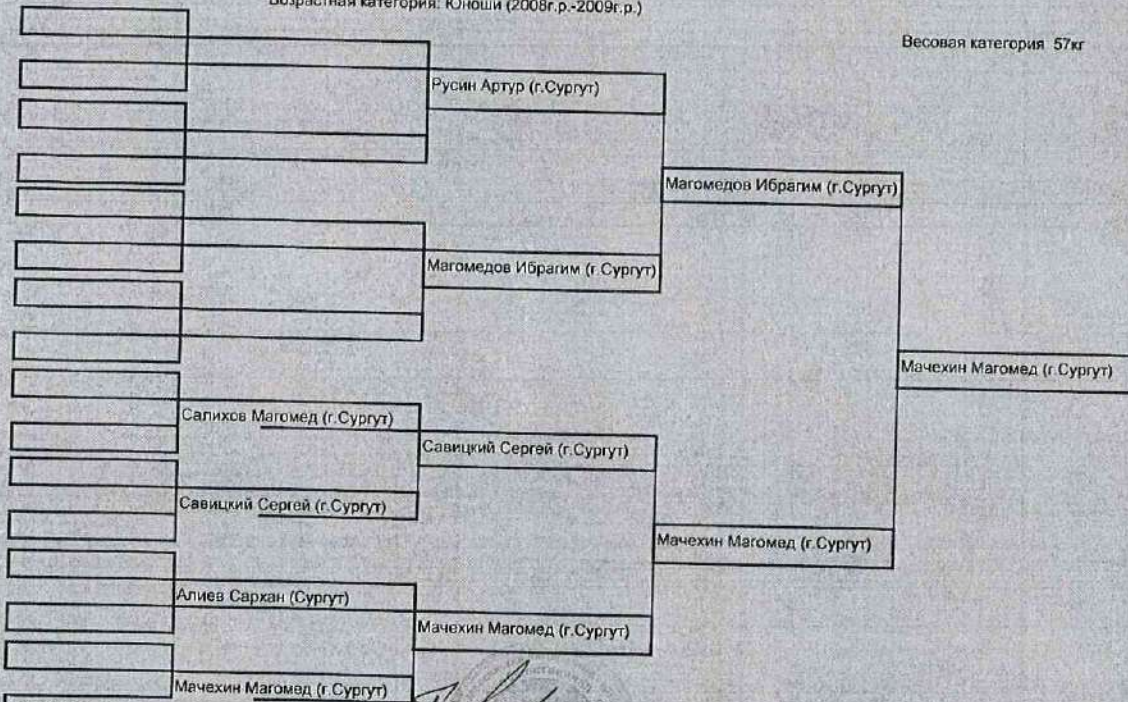 Возрастная категория: Юноши (2008г.р.-2009г.р.)
Весовая категория 57кг
Русин Артур (г.Сургут)
Магомедов Ибрагим (г.Сургут)
Магомедов Ибрагим (г.Сургут)
Мачехин Магомед (г.Сургут)
Салихов Магомед (г.Сургут)
Савицкий Сергей (г.Сургут)
Савицкий Сергей (г.Сургут)
Мачехин Магомед (г.Сургут)
Алиев Сархан (Сургут)
Мачехин Магомед (г.Сургут)
Мачехин Магомед (г.Сургут)